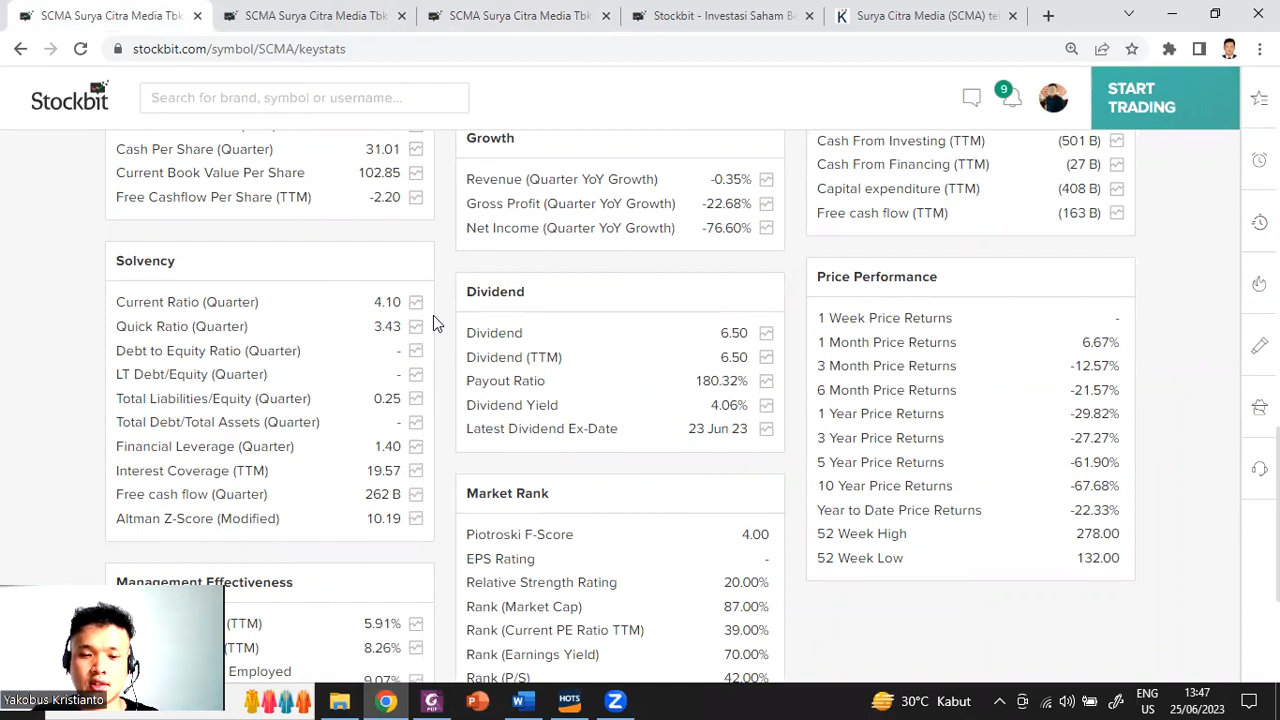 SCMA Surya Citra Media Tbk
SCMA Surya Citra Media Tbk
SCMA Surya Citra Media Tbk
Stockbit - Investasi Saham Be
Surya Citra Media (SCMA) te
stockbit.com/symbol/SCMA/keystats
Stockbit
Search for brand, symbol or username...
9
START
TRADING
Cash Per Share (Quarter) 31.01
Current Book Value Per Share 102.85
Free Cashflow Per Share (TTM) -2.20
Solvency
Current Ratio (Quarter) 4.10
Quick Ratio (Quarter) 3.43
Debt to Equity Ratio (Quarter) -
LT Debt/Equity (Quarter) -
Total Liabilities/Equity (Quarter) 0.25
Total Debt/Total Assets (Quarter) -
Financial Leverage (Quarter) 1.40
Interest Coverage (TTM) 19.57
Free cash flow (Quarter) 262 B
Altman Z-Score (Modified) 10.19
Management Effectiveness
(TTM) 5.91%
(TTM) 8.26%
Employed
9.07%
Growth
Revenue (Quarter YoY Growth) -0.35%
Gross Profit (Quarter YoY Growth) -22.68%
Net Income (Quarter YoY Growth) -76.60%
Dividend
Dividend 6.50
Dividend (TTM) 6.50
Payout Ratio 180.32%
Dividend Yield 4.06%
Latest Dividend Ex-Date 23 Jun 23
Market Rank
Piotroski F-Score 4.00
EPS Rating -
Relative Strength Rating 20.00%
Rank (Market Cap) 87.00%
Rank (Current PE Ratio TTM) 39.00%
Rank (Earnings Yield) 70.00%
Rank (P/S) 42.00%
Cash From Investing (TTM) (501 B)
Cash From Financing (TTM) (27 B)
Capital expenditure (TTM) (408 B)
Free cash flow (TTM) (163 B)
Price Performance
1 Week Price Returns -
1 Month Price Returns 6.67%
3 Month Price Returns -12.57%
6 Month Price Returns -21.57%
1 Year Price Returns -29.82%
3 Year Price Returns -27.27%
5 Year Price Returns -61.90%
10 Year Price Returns -67.68%
Year to Date Price Returns -22.33%
52 Week High 278.00
52 Week Low 132.00
Yakobus Kristianto
HOTS
30°C Kabut
ENG
US
13:47
25/06/2023